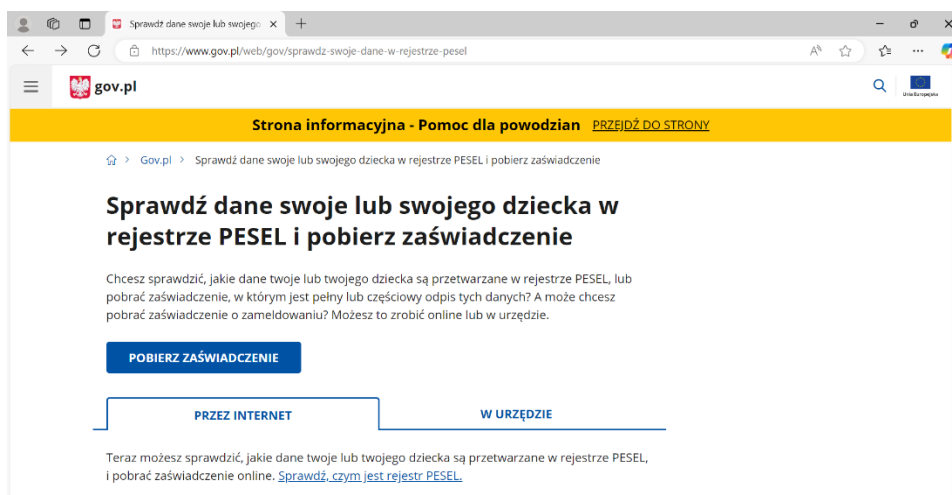 Sprawdź dane swoje lub swojego
https://www.gov.pl/web/gov/sprawdz-swoje-dane-w-rejestrze-pesel
gov.pl
Unia Europejska
Strona informacyjna - Pomoc dla powodzian PRZEJDŹ DO STRONY
Gov.pl > Sprawdź dane swoje lub swojego dziecka w rejestrze PESEL i pobierz zaświadczenie
Sprawdź dane swoje lub swojego dziecka w
rejestrze PESEL i pobierz zaświadczenie
Chcesz sprawdzić, jakie dane twoje lub twojego dziecka są przetwarzane w rejestrze PESEL, lub
pobrać zaświadczenie, w którym jest pełny lub częściowy odpis tych danych? A może chcesz
pobrać zaświadczenie o zameldowaniu? Możesz to zrobić online lub w urzędzie.
POBIERZ ZAŚWIADCZENIE
PRZEZ INTERNET W URZĘDZIE
Teraz możesz sprawdzić, jakie dane twoje lub twojego dziecka są przetwarzane w rejestrze PESEL,
i pobrać zaświadczenie online. Sprawdź, czym jest rejestr PESEL.